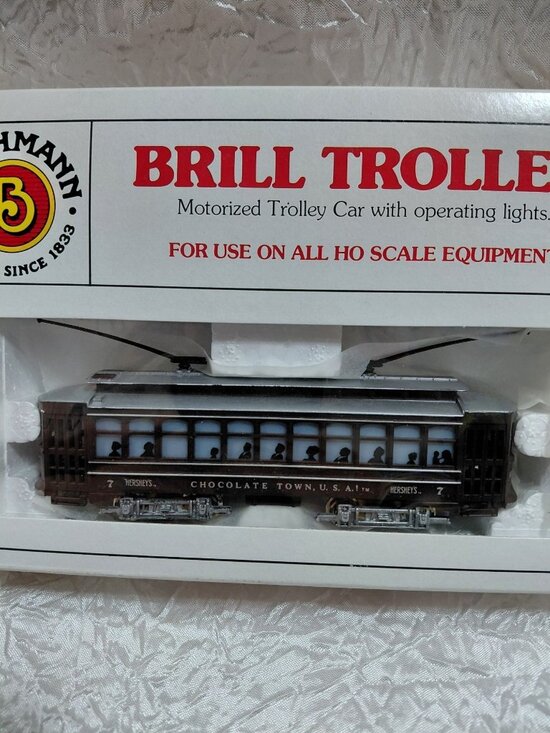 HMANN
B
SINCE 1833
BRILL TROLLE
Motorized Trolley Car with operating lights.
FOR USE ON ALL HO SCALE EQUIPMENT
7 HERSHEY'S CHOCOLATE TOWN, U.S.A.! TM HERSHEY'S 7